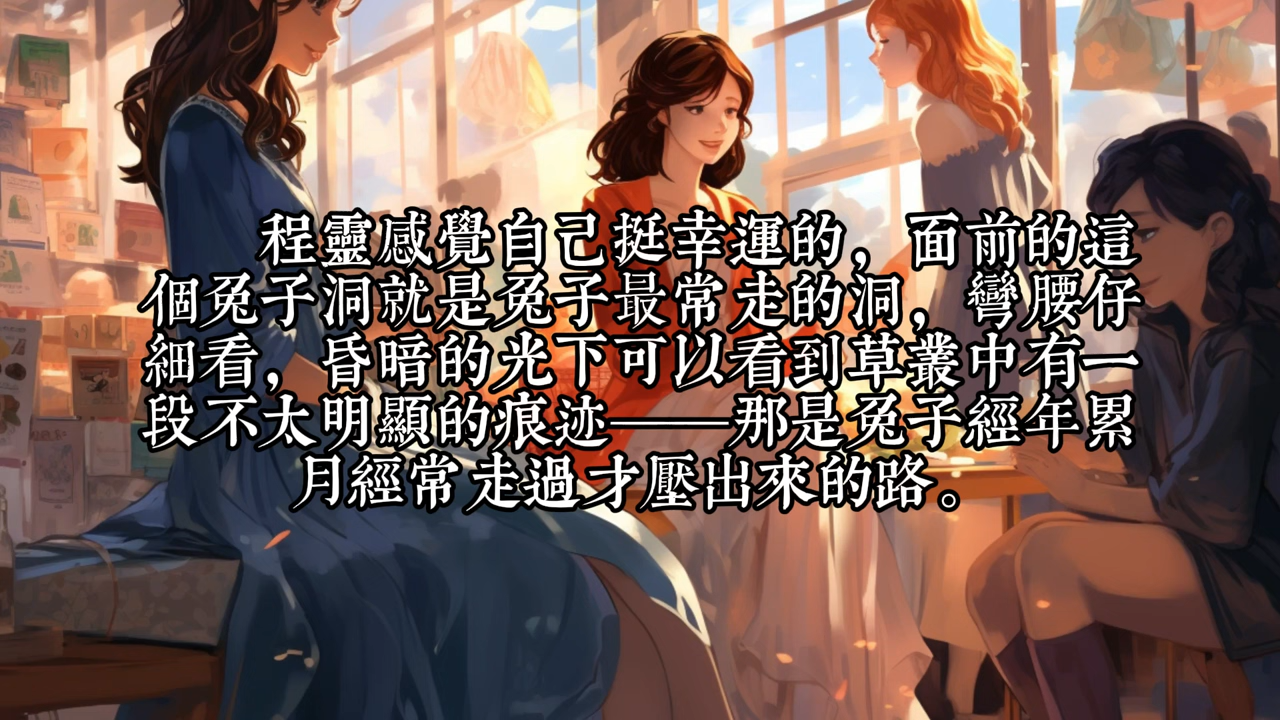 程靈感覺自己挺幸運的，面前的這
個兔子洞就是兔子最常走的洞，彎腰仔
細看，昏暗的光下可以看到草叢中有一
段不太明顯的痕迹——那是兔子經年累
月經常走過才壓出來的路。